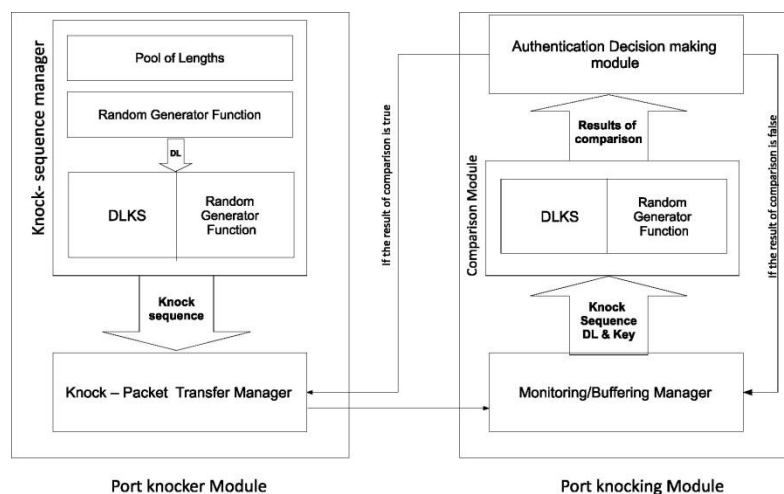 Knock- sequence manager
Pool of Lengths
Random Generator Function
DL
DLKS
Random
Generator
Function
Knock
sequence
Knock – Packet Transfer Manager
Port knocker Module
If the result of comparison is true
Authentication Decision making
module
Results of
comparison
If the result of comparison is false
Comparison Module
DLKS
Random
Generator
Function
Knock
Sequence
DL & Key
Monitoring/Buffering Manager
Port knocking Module